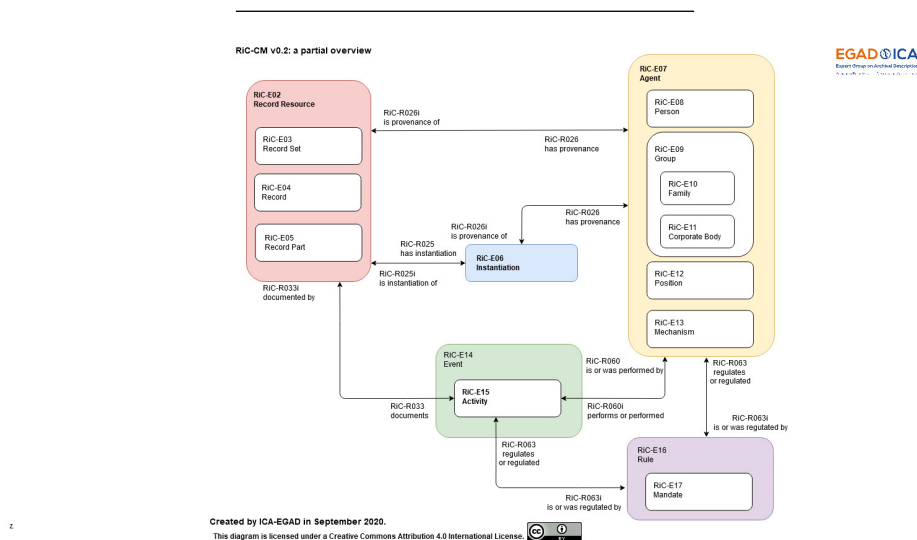 RiC-CM v0.2: a partial overview
EGAD ICA
Expert Group on Archival Description
RiC-E02
Record Resource
RiC-E03
Record Set
RiC-E04
Record
RiC-E05
Record Part
RiC-R026i
is provenance of
RiC-R026
has provenance
RiC-E07
Agent
RiC-E08
Person
RiC-E09
Group
RiC-E10
Family
RiC-E11
Corporate Body
RiC-E12
Position
RiC-E13
Mechanism
RiC-R026
has provenance
RiC-R026i
is provenance of
RiC-R025
has instantiation
RiC-R025i
is instantiation of
RiC-E06
Instantiation
RiC-R033i
documented by
RiC-E14
Event
RiC-E15
Activity
RiC-R033
documents
RiC-R060
is or was performed by
RiC-R060i
performs or performed
RiC-R063
regulates
or regulated
RiC-R063i
is or was regutated by
RiC-R063
regulates
or regulated
RiC-R063i
is or was regutated by
RiC-E16
Rule
RiC-E17
Mandate
z
Created by ICA-EGAD in September 2020.
This diagram is licensed under a Creative Commons Attribution 4.0 International License.
cc
BY